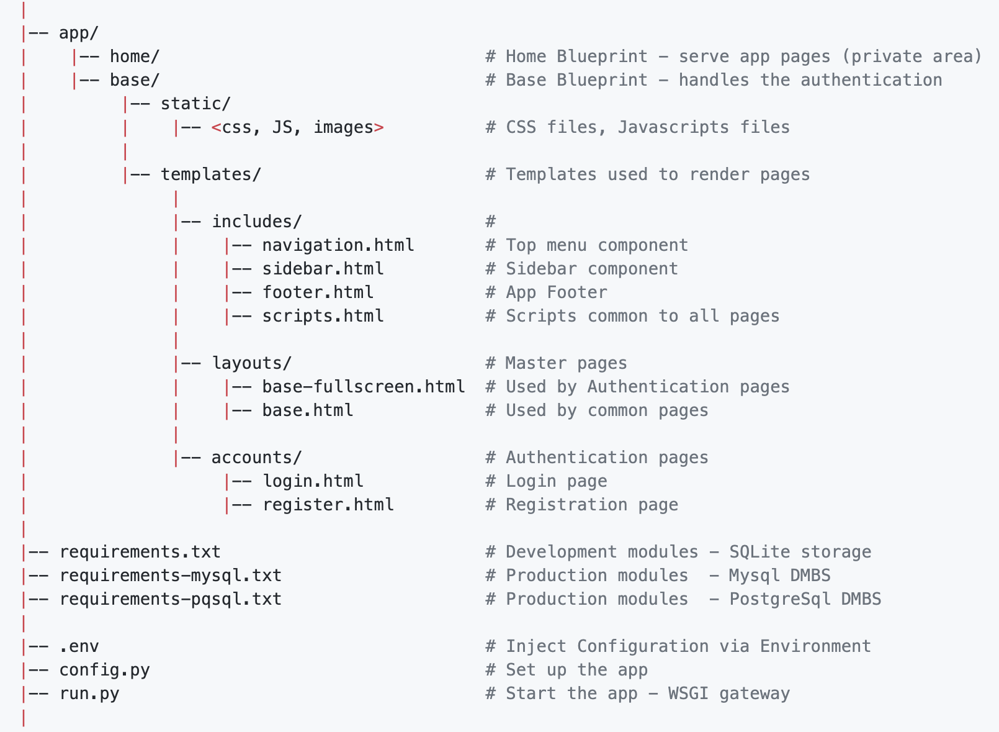 |
|-- app/
|    |-- home/                                # Home Blueprint - serve app pages (private area)
|    |-- base/                                # Base Blueprint - handles the authentication
|         |-- static/
|         |    |-- <css, JS, images>          # CSS files, Javascripts files
|         |
|         |-- templates/                      # Templates used to render pages
|              |
|              |-- includes/                  #
|              |    |-- navigation.html       # Top menu component
|              |    |-- sidebar.html          # Sidebar component
|              |    |-- footer.html           # App Footer
|              |    |-- scripts.html          # Scripts common to all pages
|              |
|              |-- layouts/                   # Master pages
|              |    |-- base-fullscreen.html  # Used by Authentication pages
|              |    |-- base.html             # Used by common pages
|              |
|              |-- accounts/                  # Authentication pages
|                   |-- login.html            # Login page
|                   |-- register.html         # Registration page
|
|-- requirements.txt                          # Development modules - SQLite storage
|-- requirements-mysql.txt                    # Production modules  - Mysql DMBS
|-- requirements-pqsql.txt                    # Production modules  - PostgreSql DMBS
|
|-- .env                                      # Inject Configuration via Environment
|-- config.py                                 # Set up the app
|-- run.py                                    # Start the app - WSGI gateway
|